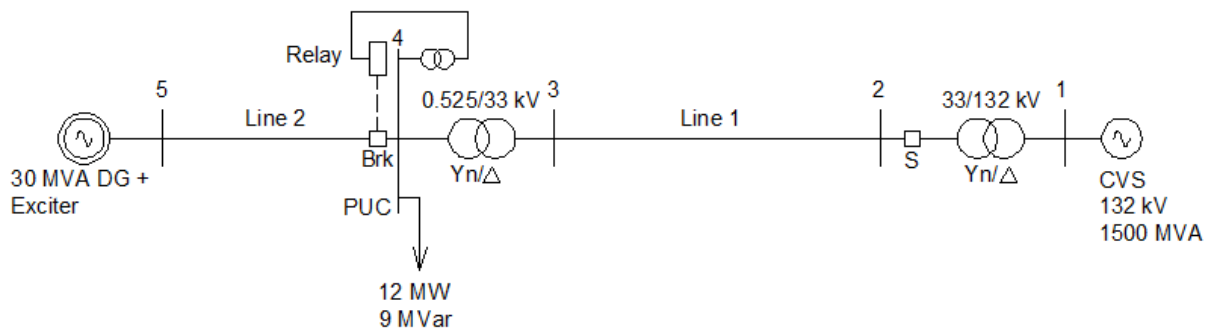 Relay
4
5
Line 2
0.525/33 kV
3
Line 1
2
33/132 kV
1
Brk
Yn/△
S
Yn/△
30 MVA DG +
Exciter
PUC
CVS
132 kV
1500 MVA
12 MW
9 MVar